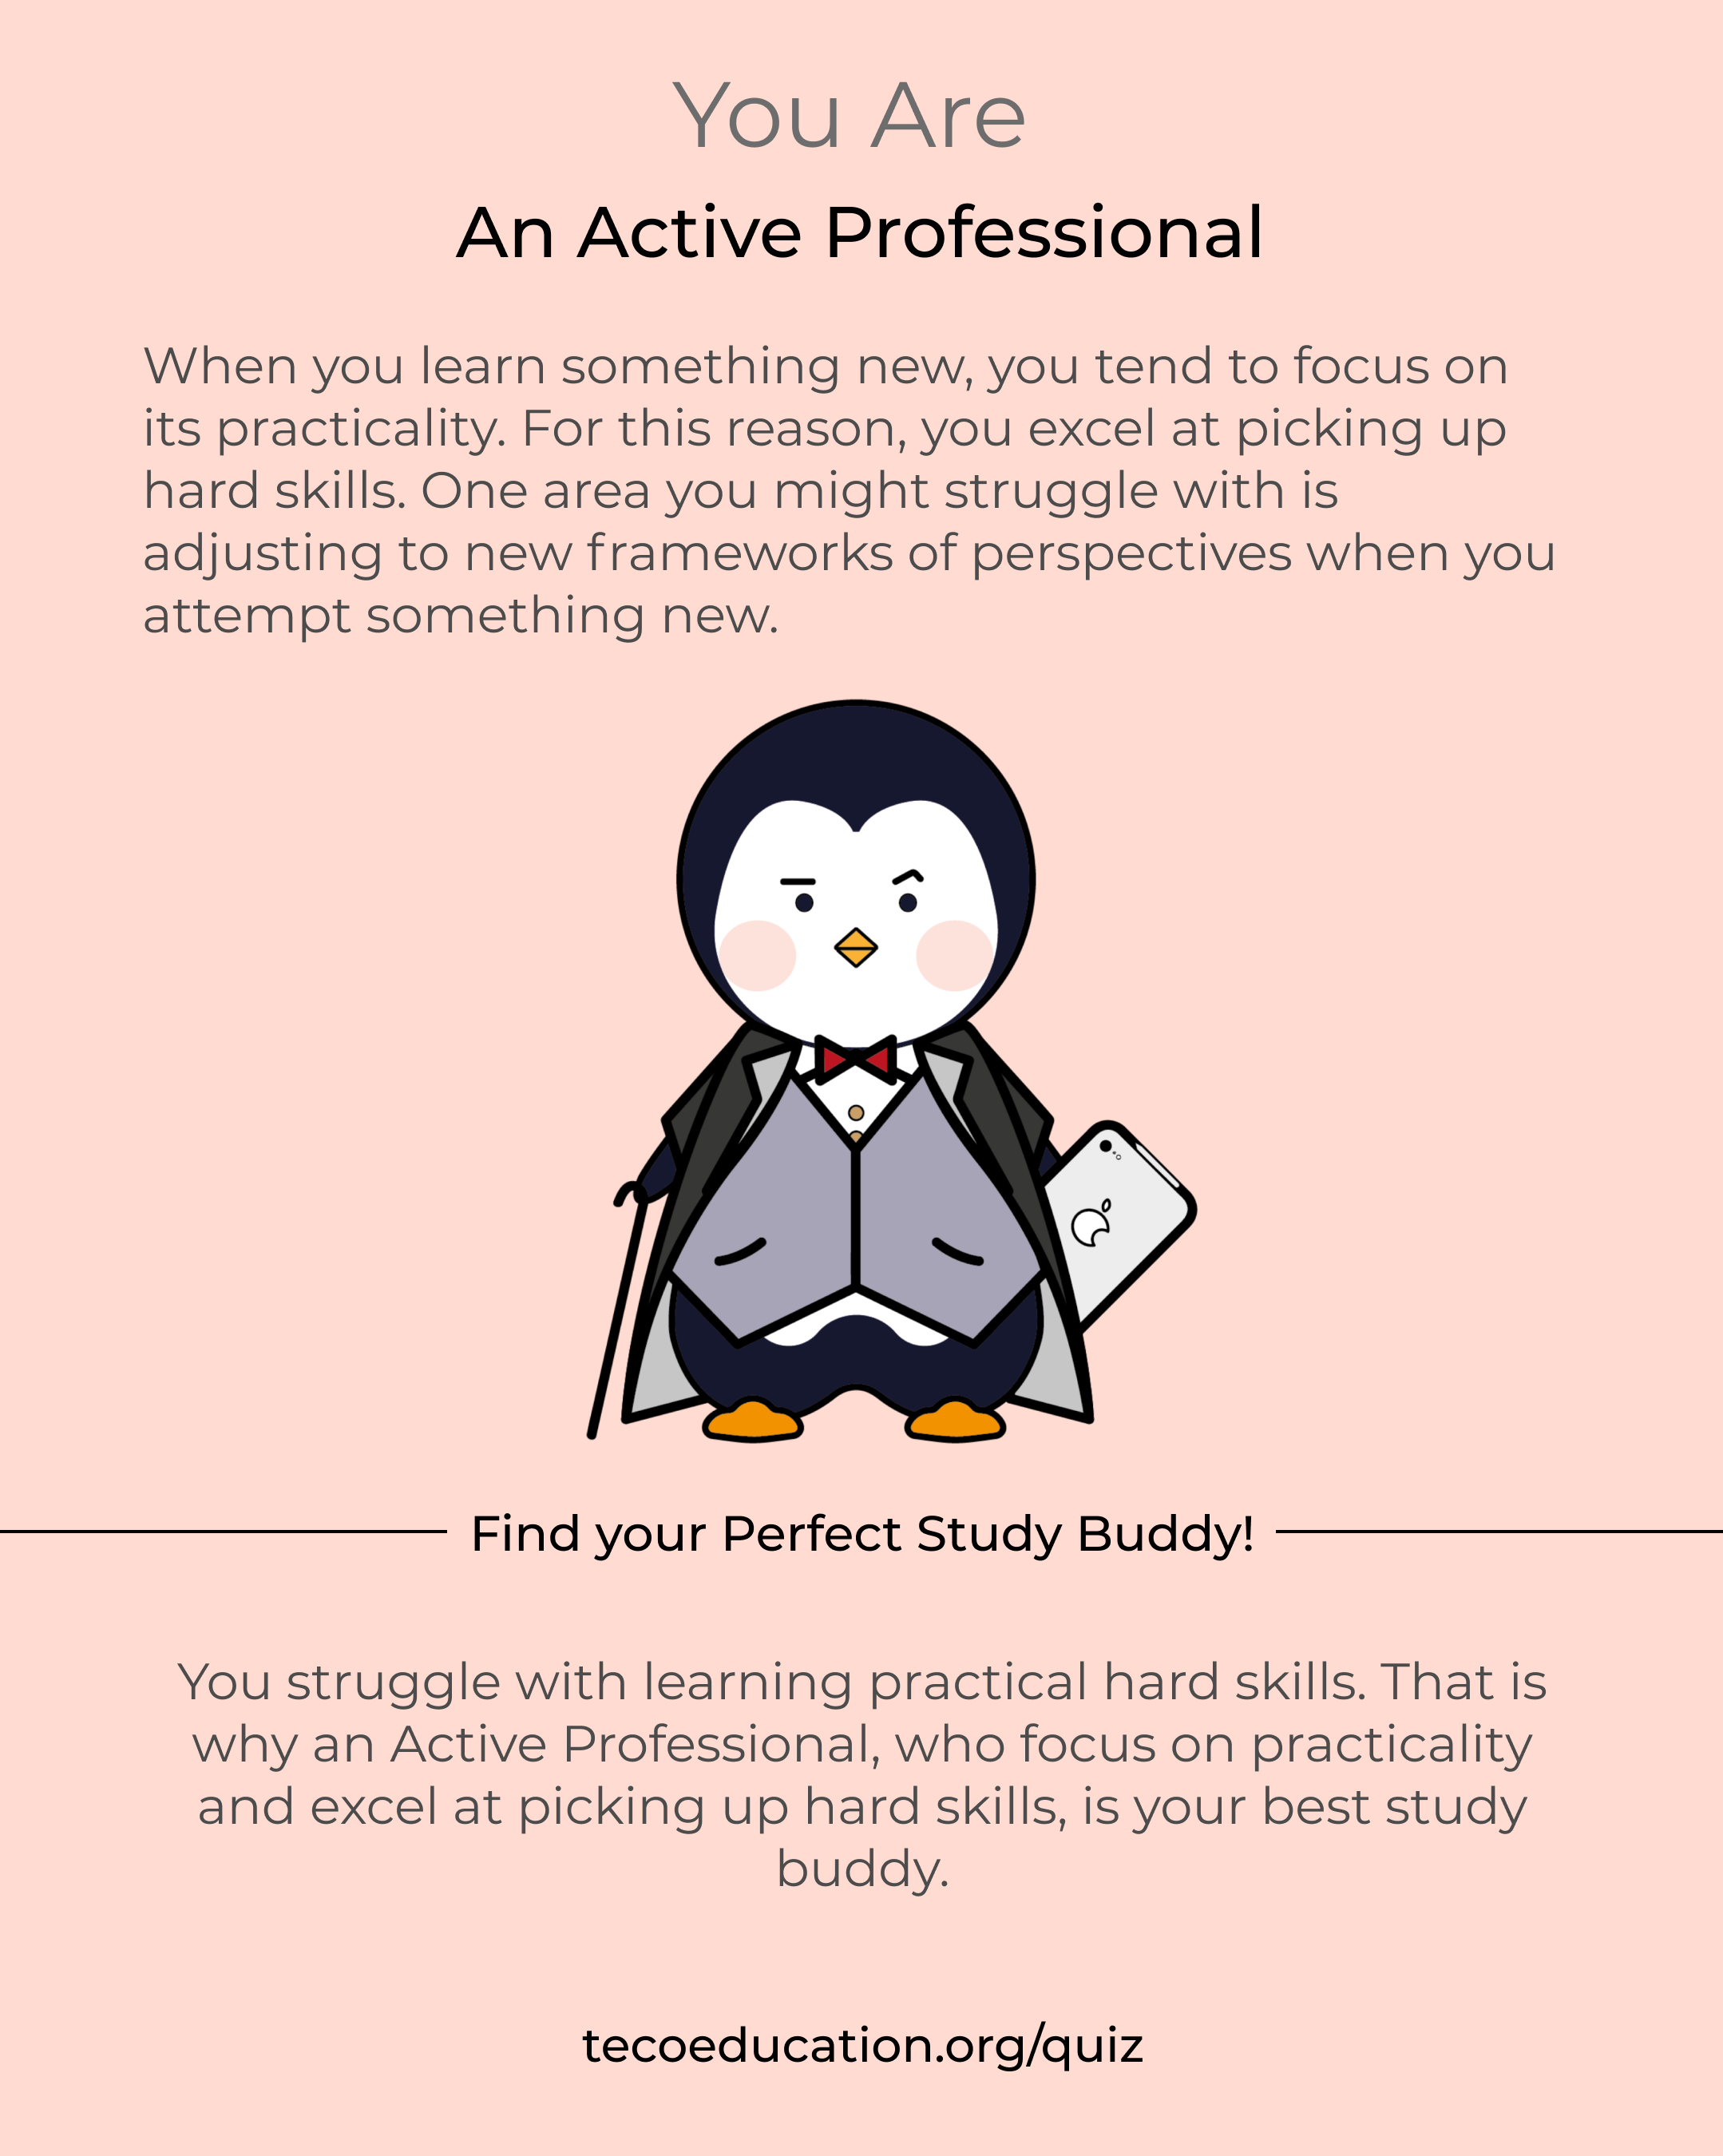 You Are
An Active Professional
When you learn something new, you tend to focus on
its practicality. For this reason, you excel at picking up
hard skills. One area you might struggle with is
adjusting to new frameworks of perspectives when you
attempt something new.
Find your Perfect Study Buddy!
You struggle with learning practical hard skills. That is
why an Active Professional, who focus on practicality
and excel at picking up hard skills, is your best study
buddy.
tecoeducation.org/quiz